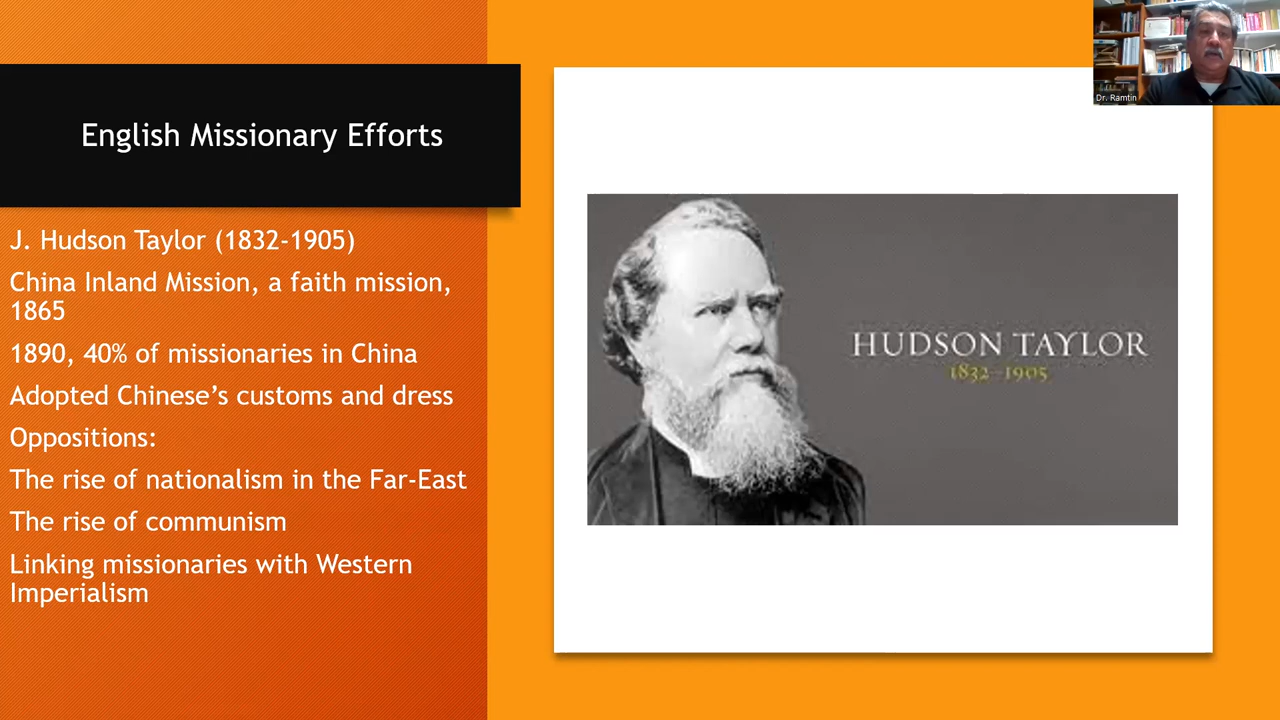 English Missionary Efforts
J. Hudson Taylor (1832-1905)
China Inland Mission, a faith mission,
1865
1890, 40% of missionaries in China
Adopted Chinese’s customs and dress
Oppositions:
The rise of nationalism in the Far-East
The rise of communism
Linking missionaries with Western
Imperialism
HUDSON TAYLOR
1832–1905
Dr. Ramtin